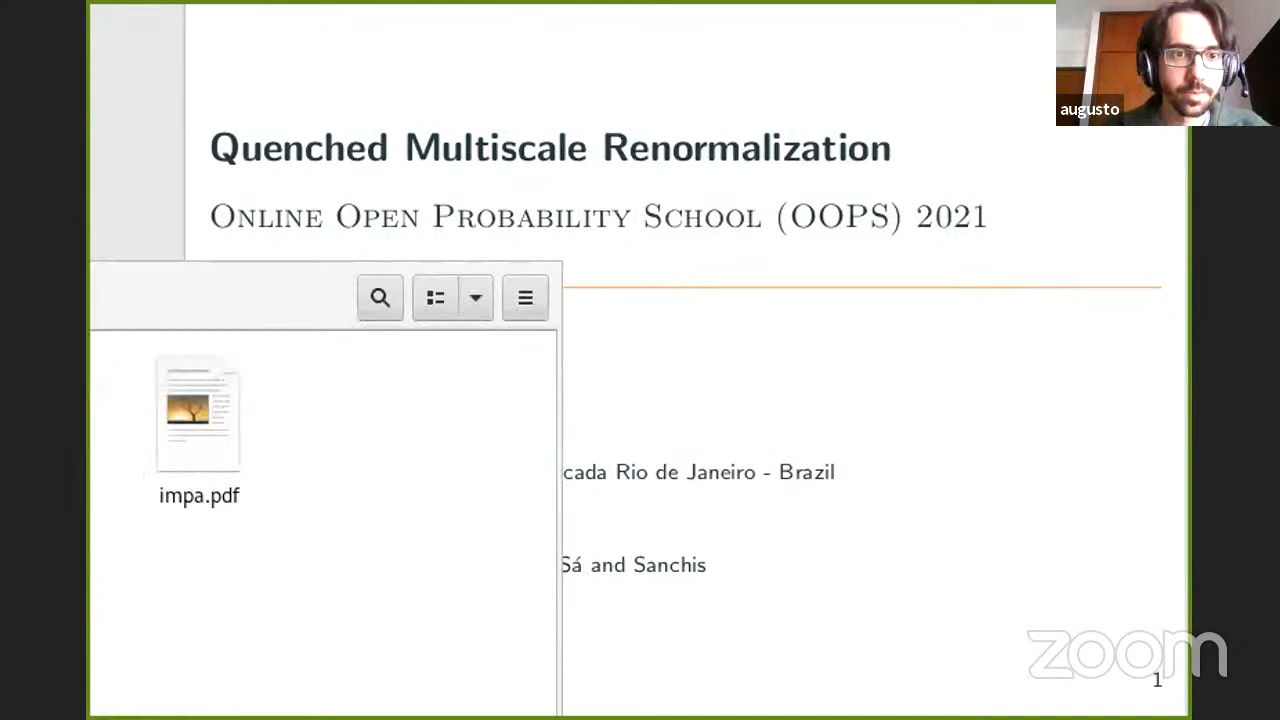 augusto
Quenched Multiscale Renormalization
Online Open Probability School (OOPS) 2021
cada Rio de Janeiro - Brazil
impa.pdf
Sá and Sanchis
zoom
1